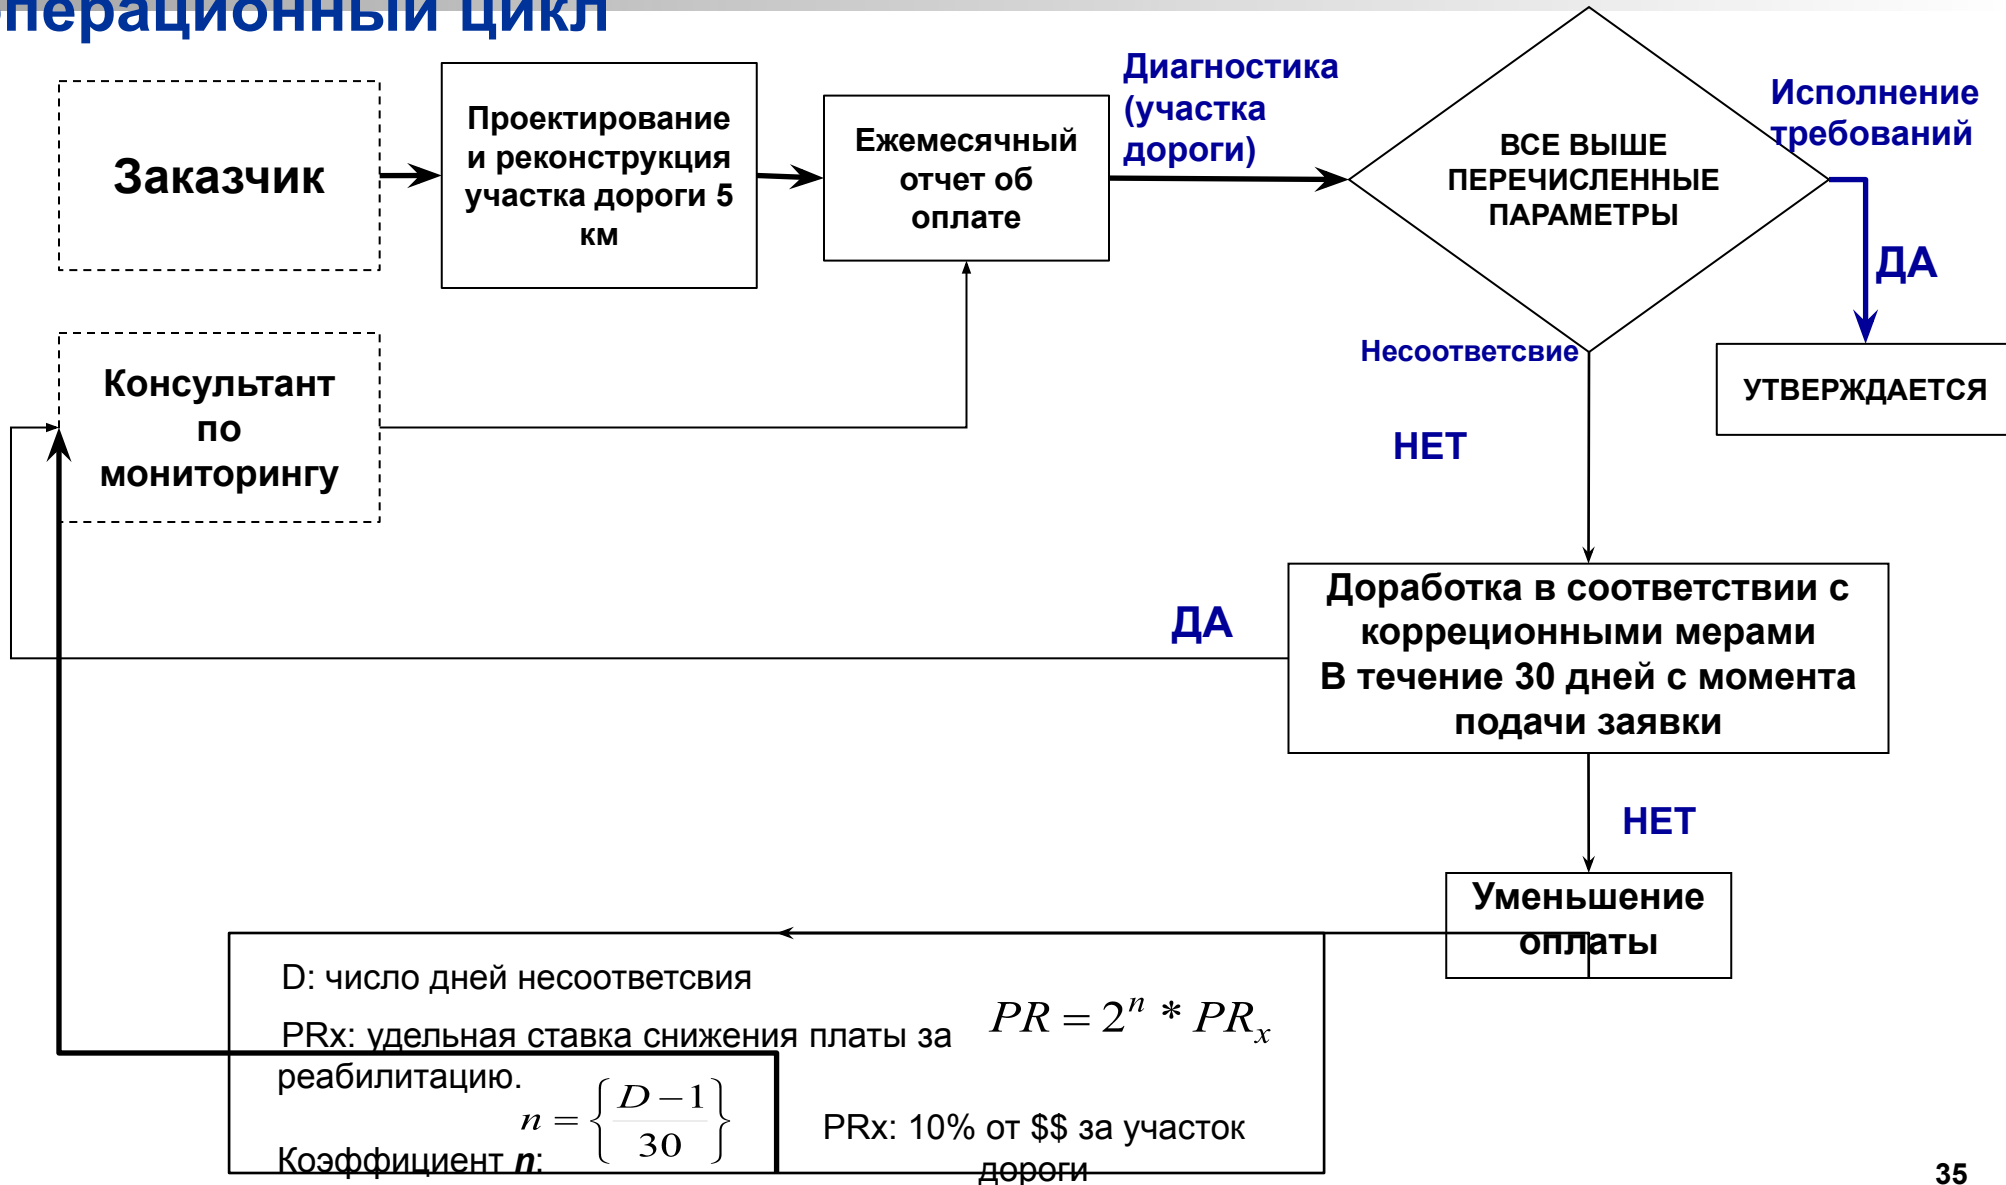 операционный цикл
Заказчик
Проектирование
и реконструкция
участка дороги 5
км
Ежемесячный
отчет об
оплате
Диагностика
(участка
дороги)
ВСЕ ВЫШЕ
ПЕРЕЧИСЛЕННЫЕ
ПАРАМЕТРЫ
Исполнение
требований
ДА
УТВЕРЖДАЕТСЯ
Консультант
по
мониторингу
Несоответсвие
НЕТ
Доработка в соответствии с
коррeционными мерами
В течение 30 дней с момента
подачи заявки
ДА
НЕТ
Уменьшение
оплаты
D: число дней несоответсвия
PRx: удельная ставка снижения платы за
реабилитацию.
Коэффициент n:
n = {(D − 1)/30}
PR = 2^n * PR_x
PRx: 10% от $$ за участок
дороги
35